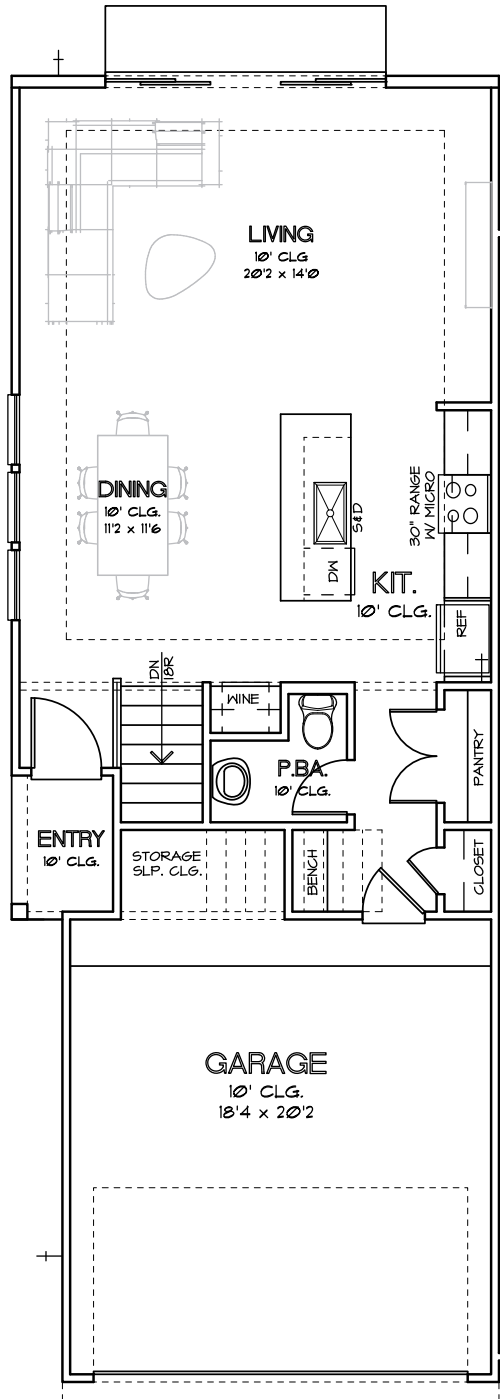 LIVING
10' CLG
20'2 x 14'0
DINING
10' CLG.
11'2 x 11'6
S&D
DW
30" RANGE
W/ MICRO
KIT.
10' CLG.
REF
DN
18R
WINE
P.BA.
10' CLG.
PANTRY
ENTRY
10' CLG.
STORAGE
SLP. CLG.
BENCH
CLOSET
GARAGE
10' CLG.
18'4 x 20'2